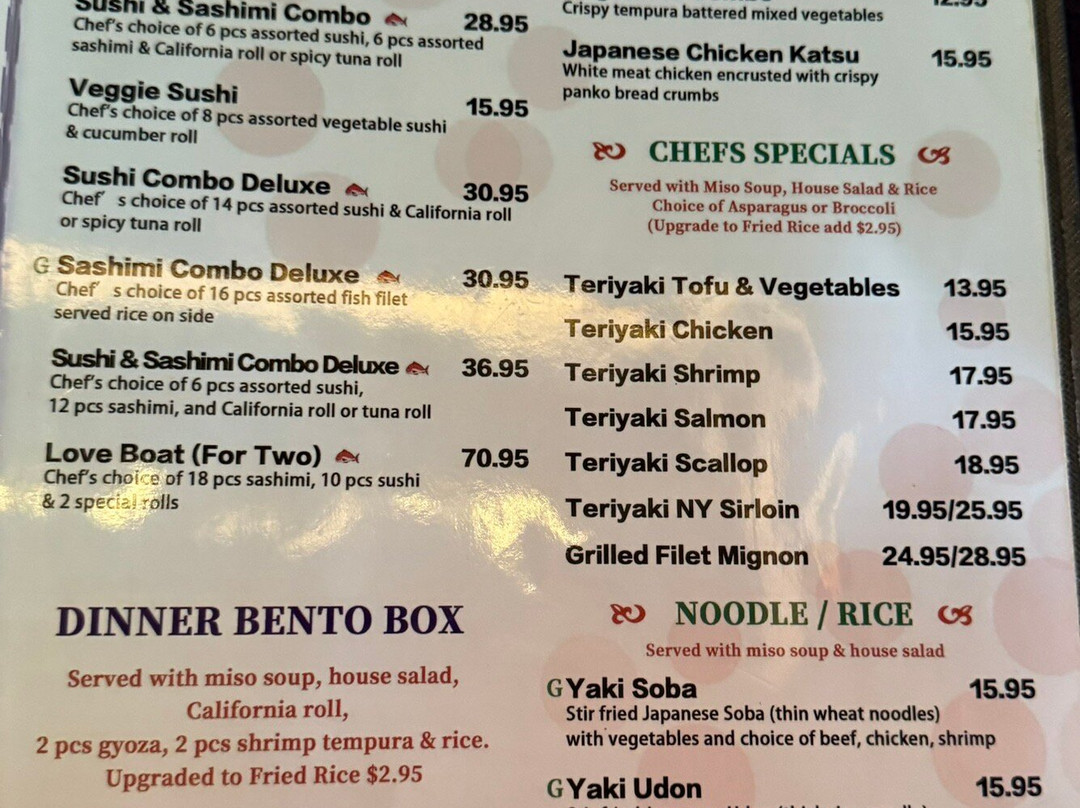 Sushi & Sashimi Combo 28.95
Chef's choice of 6 pcs assorted sushi, 6 pcs assorted
sashimi & California roll or spicy tuna roll
Veggie Sushi 15.95
Chef's choice of 8 pcs assorted vegetable sushi
& cucumber roll
Sushi Combo Deluxe 30.95
Chef' s choice of 14 pcs assorted sushi & California roll
or spicy tuna roll
G Sashimi Combo Deluxe 30.95
Chef' s choice of 16 pcs assorted fish filet
served rice on side
Sushi & Sashimi Combo Deluxe 36.95
Chef's choice of 6 pcs assorted sushi,
12 pcs sashimi, and California roll or tuna roll
Love Boat (For Two) 70.95
Chef's choice of 18 pcs sashimi, 10 pcs sushi
& 2 special rolls
DINNER BENTO BOX
Served with miso soup, house salad,
California roll,
2 pcs gyoza, 2 pcs shrimp tempura & rice.
Upgraded to Fried Rice $2.95
Crispy tempura battered mixed vegetables
Japanese Chicken Katsu 15.95
White meat chicken encrusted with crispy
panko bread crumbs
CHEFS SPECIALS
Served with Miso Soup, House Salad & Rice
Choice of Asparagus or Broccoli
(Upgrade to Fried Rice add $2.95)
Teriyaki Tofu & Vegetables 13.95
Teriyaki Chicken 15.95
Teriyaki Shrimp 17.95
Teriyaki Salmon 17.95
Teriyaki Scallop 18.95
Teriyaki NY Sirloin 19.95/25.95
Grilled Filet Mignon 24.95/28.95
NOODLE / RICE
Served with miso soup & house salad
G Yaki Soba 15.95
Stir fried Japanese Soba (thin wheat noodles)
with vegetables and choice of beef, chicken, shrimp
G Yaki Udon 15.95